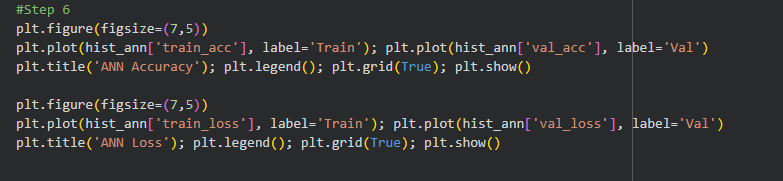 #Step 6
plt.figure(figsize=(7,5))
plt.plot(hist_ann['train_acc'], label='Train'); plt.plot(hist_ann['val_acc'], label='Val')
plt.title('ANN Accuracy'); plt.legend(); plt.grid(True); plt.show()
plt.figure(figsize=(7,5))
plt.plot(hist_ann['train_loss'], label='Train'); plt.plot(hist_ann['val_loss'], label='Val')
plt.title('ANN Loss'); plt.legend(); plt.grid(True); plt.show()